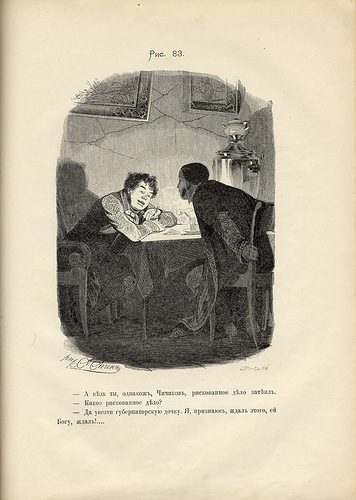 Рис. 83.
— А вѣдь ты, однакожъ, Чичиковъ, рискованное дѣло затѣялъ.
— Какое рискованное дѣло?
— Да увезти губернаторскую дочку. Я, признаюсь, ждалъ этого, ей
Богу, ждалъ!....